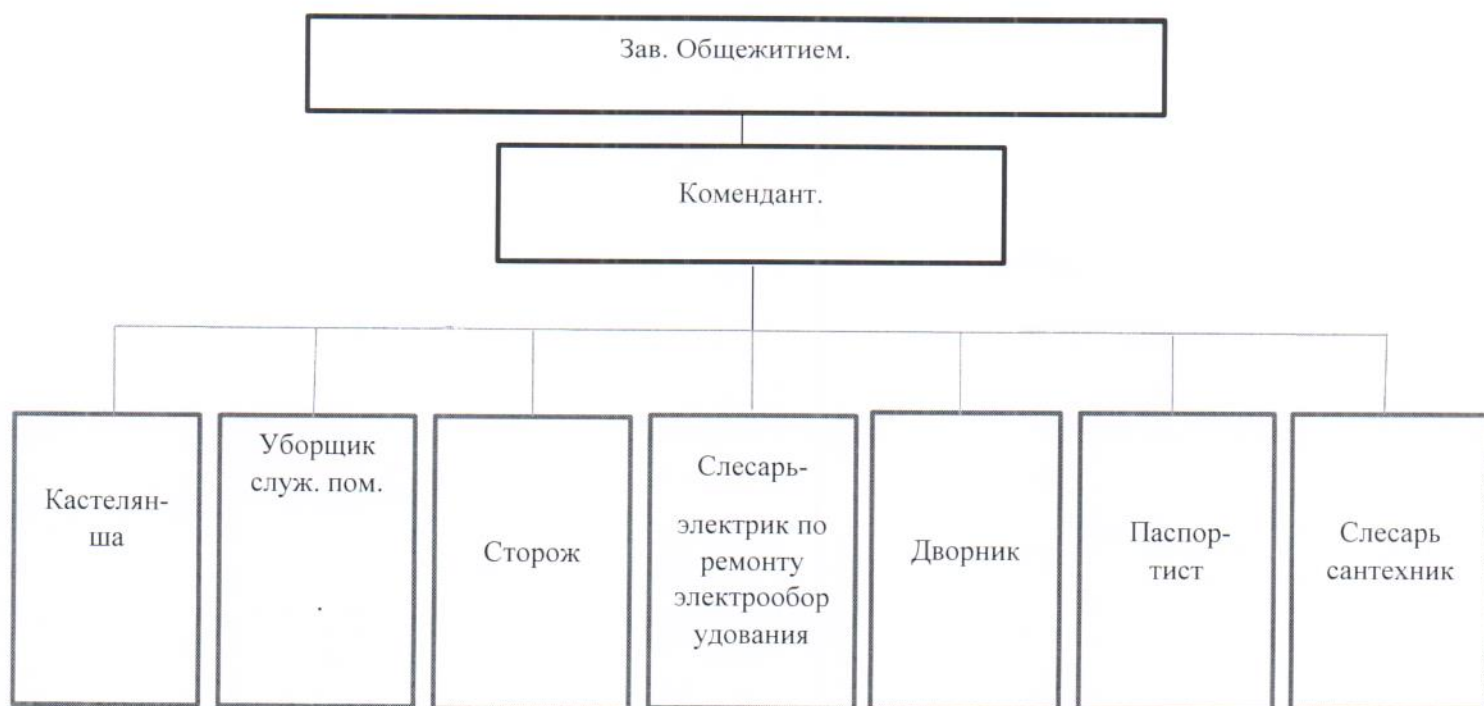 Зав. Общежитием.
Комендант.
Кастелян-
ша
Уборщик
служ. пом.
.
Сторож
Слесарь-
электрик по
ремонту
электрообор
удования
Дворник
Паспор-
тист
Слесарь
сантехник